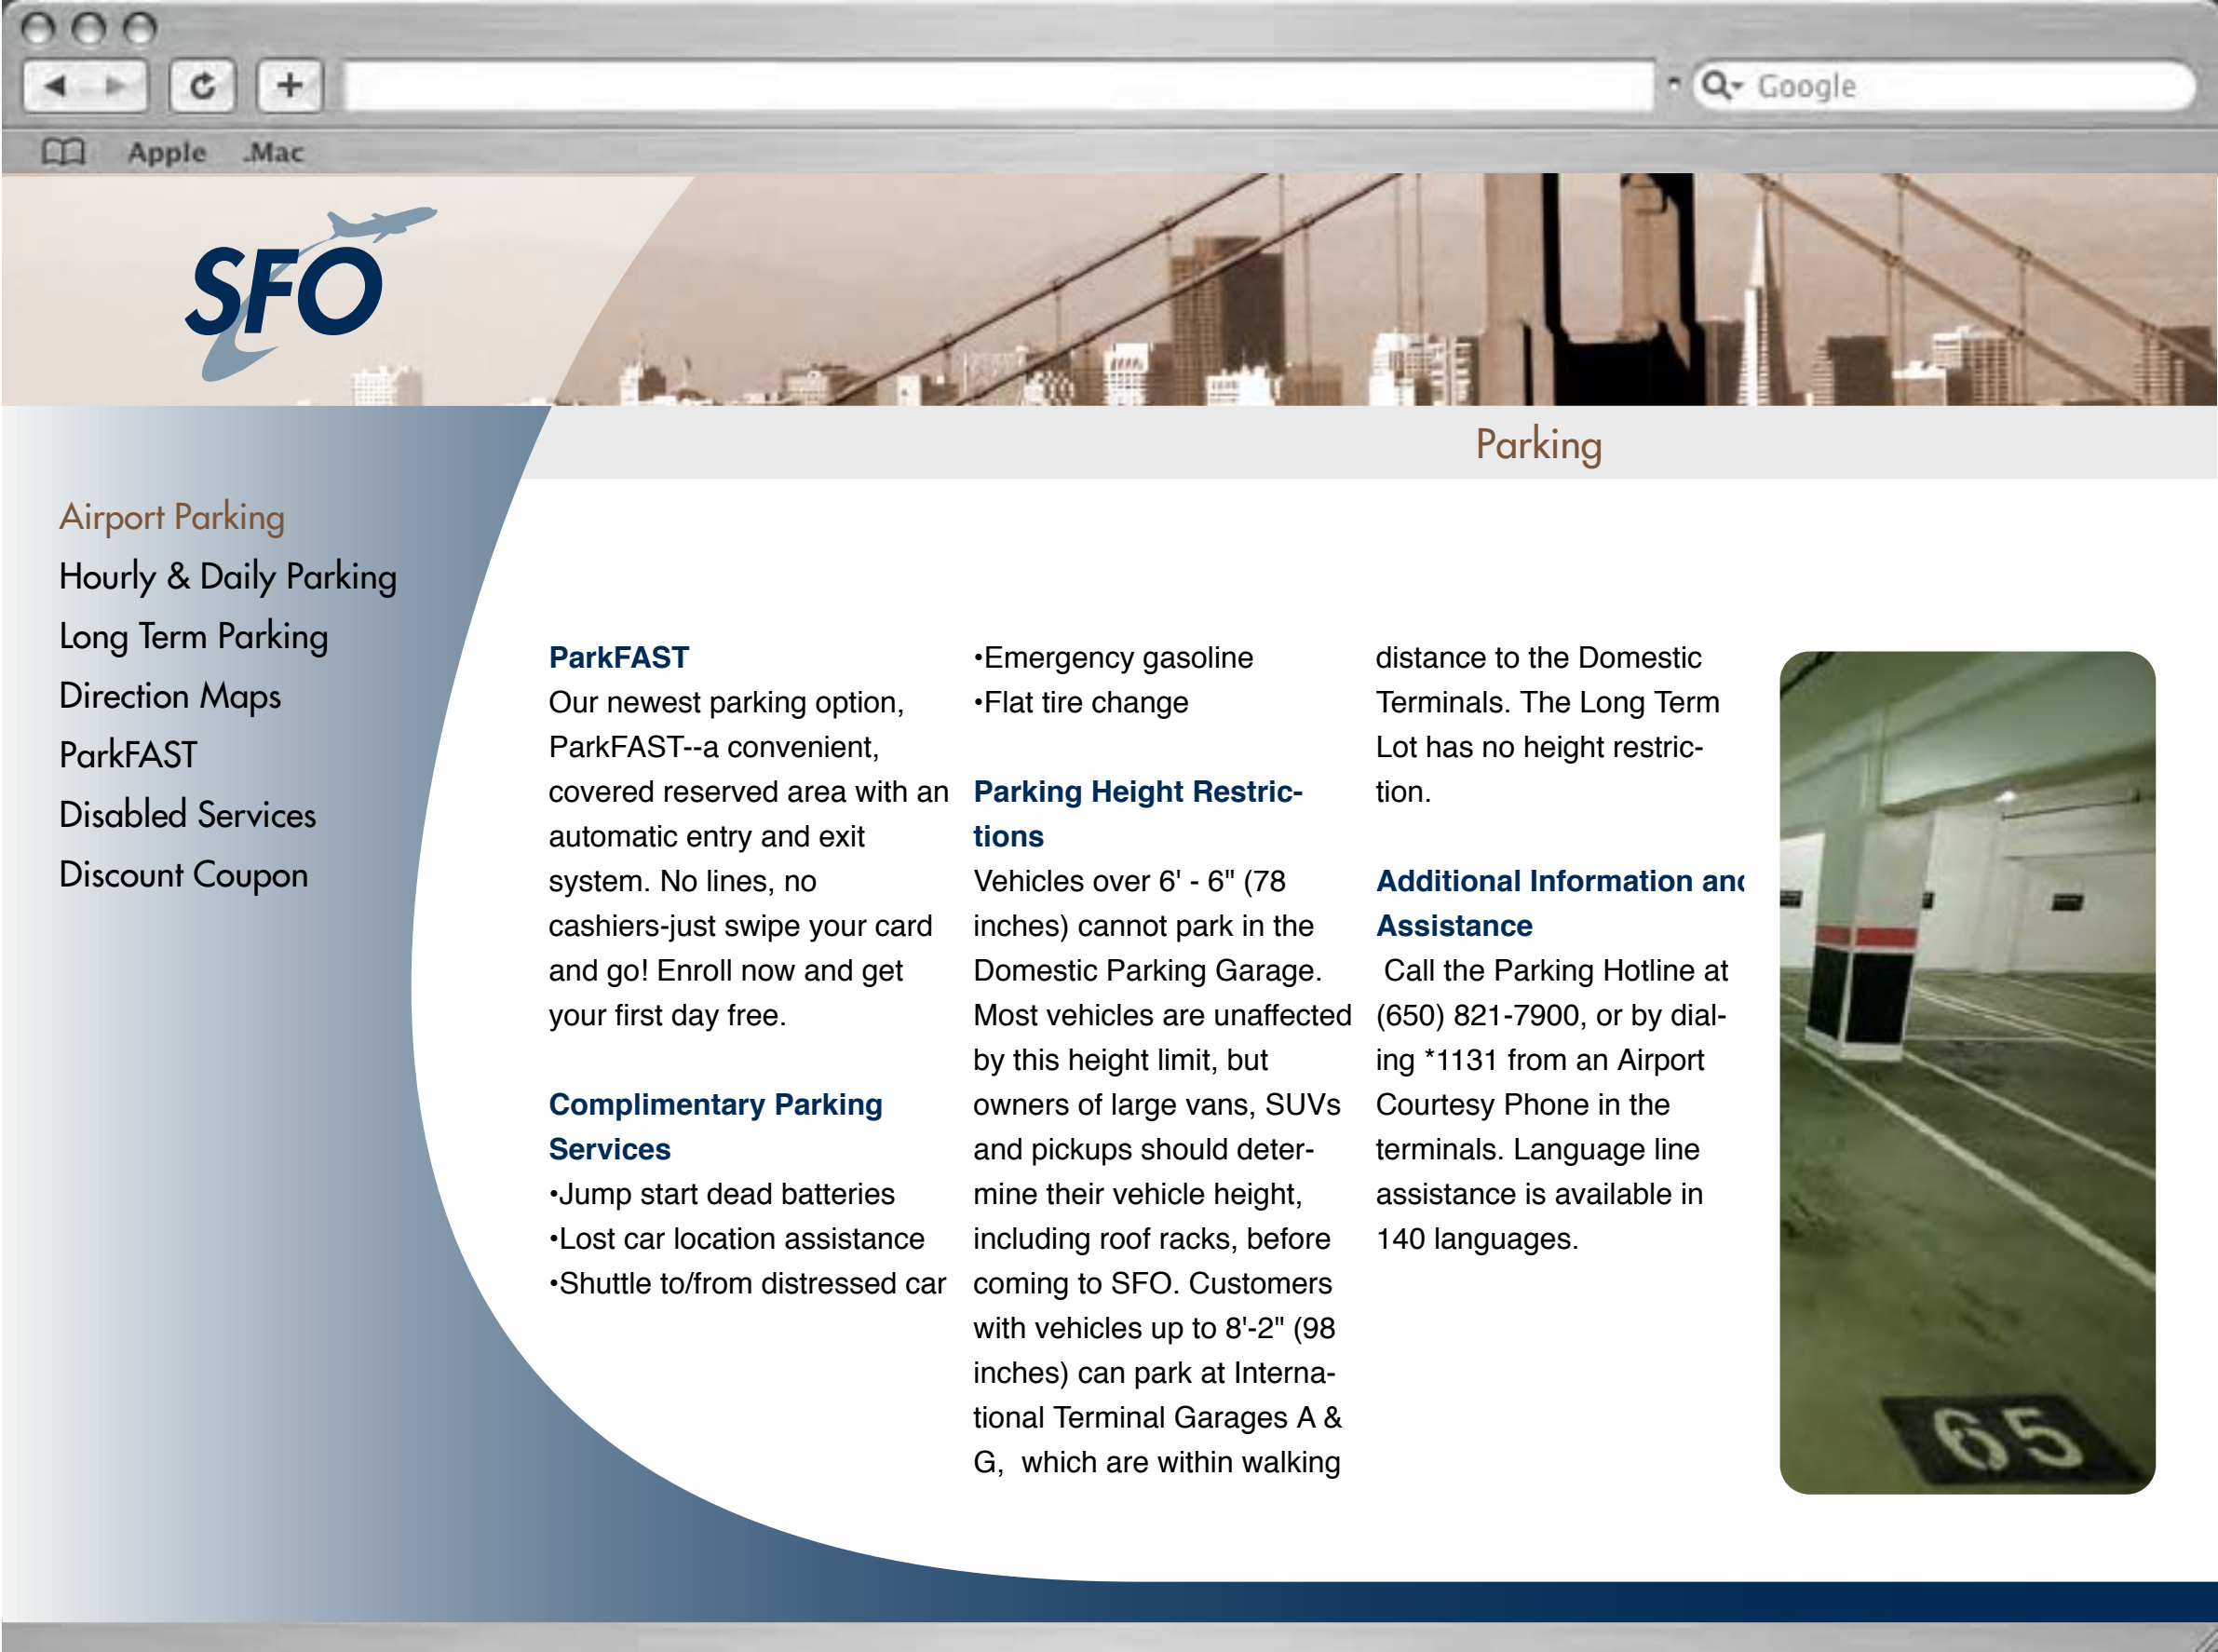 Google
Apple .Mac
SFO
Parking
Airport Parking
Hourly & Daily Parking
Long Term Parking
Direction Maps
ParkFAST
Disabled Services
Discount Coupon
ParkFAST
Our newest parking option,
ParkFAST--a convenient,
covered reserved area with an
automatic entry and exit
system. No lines, no
cashiers-just swipe your card
and go! Enroll now and get
your first day free.
Complimentary Parking
Services
•Jump start dead batteries
•Lost car location assistance
•Shuttle to/from distressed car
•Emergency gasoline
•Flat tire change
Parking Height Restric-
tions
Vehicles over 6' - 6" (78
inches) cannot park in the
Domestic Parking Garage.
Most vehicles are unaffected
by this height limit, but
owners of large vans, SUVs
and pickups should deter-
mine their vehicle height,
including roof racks, before
coming to SFO. Customers
with vehicles up to 8'-2" (98
inches) can park at Interna-
tional Terminal Garages A &
G,  which are within walking
distance to the Domestic
Terminals. The Long Term
Lot has no height restric-
tion.
Additional Information and
Assistance
Call the Parking Hotline at
(650) 821-7900, or by dial-
ing *1131 from an Airport
Courtesy Phone in the
terminals. Language line
assistance is available in
140 languages.
65